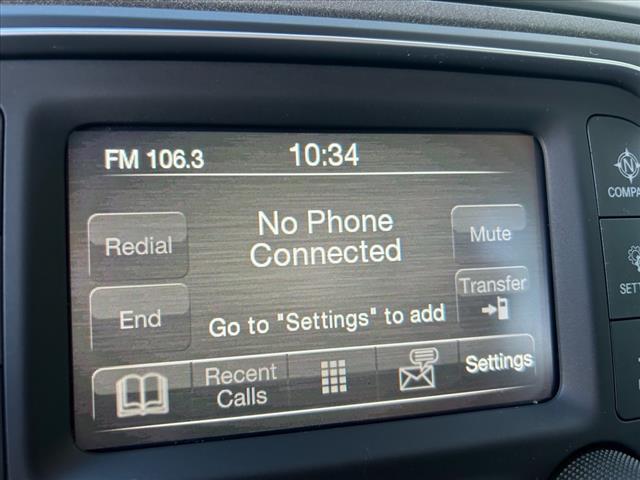 FM 106.3
10:34
No Phone
Connected
Redial
Mute
End
Transfer
Go to "Settings" to add
Recent
Calls
Settings
N